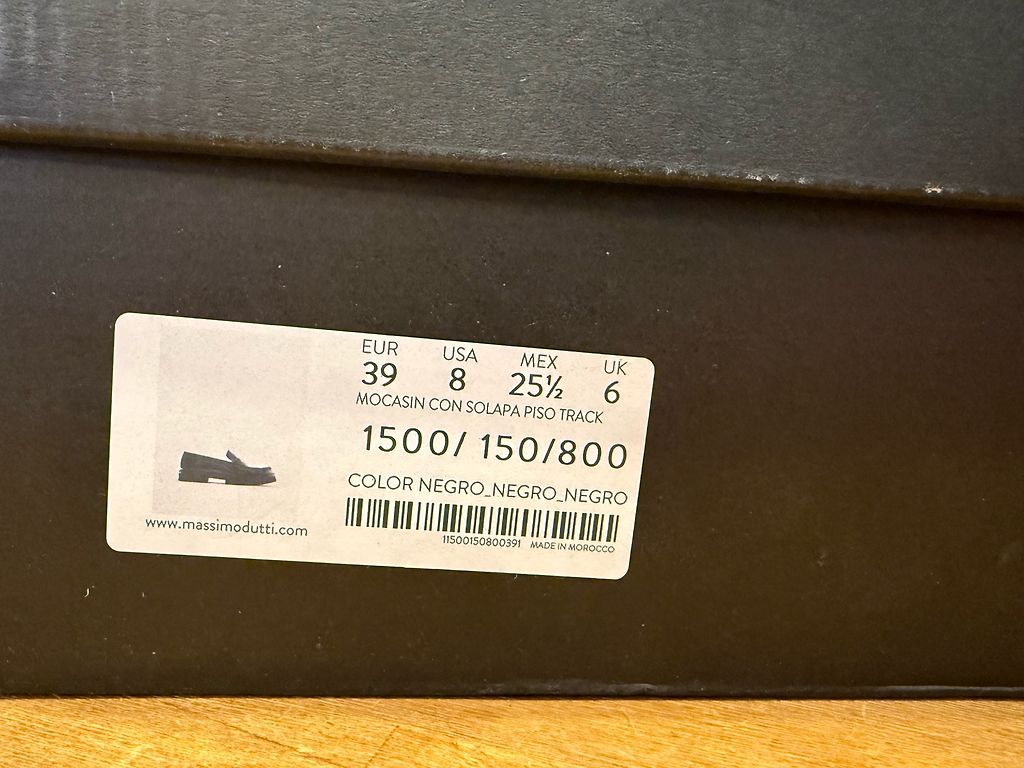 EUR USA MEX UK
39 8 25½ 6
MOCASIN CON SOLAPA PISO TRACK
1500/ 150/800
COLOR NEGRO_NEGRO_NEGRO
www.massimodutti.com
11500150800391 MADE IN MOROCCO